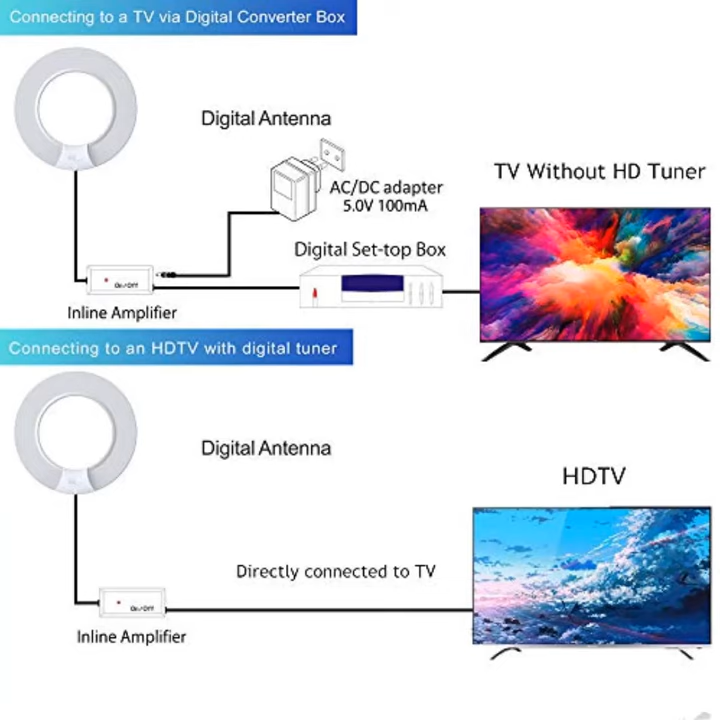 Connecting to a TV via Digital Converter Box
Digital Antenna
TV Without HD Tuner
AC/DC adapter
5.0V 100mA
Digital Set-top Box
On/Off
Inline Amplifier
Connecting to an HDTV with digital tuner
Digital Antenna
HDTV
Directly connected to TV
On/Off
Inline Amplifier